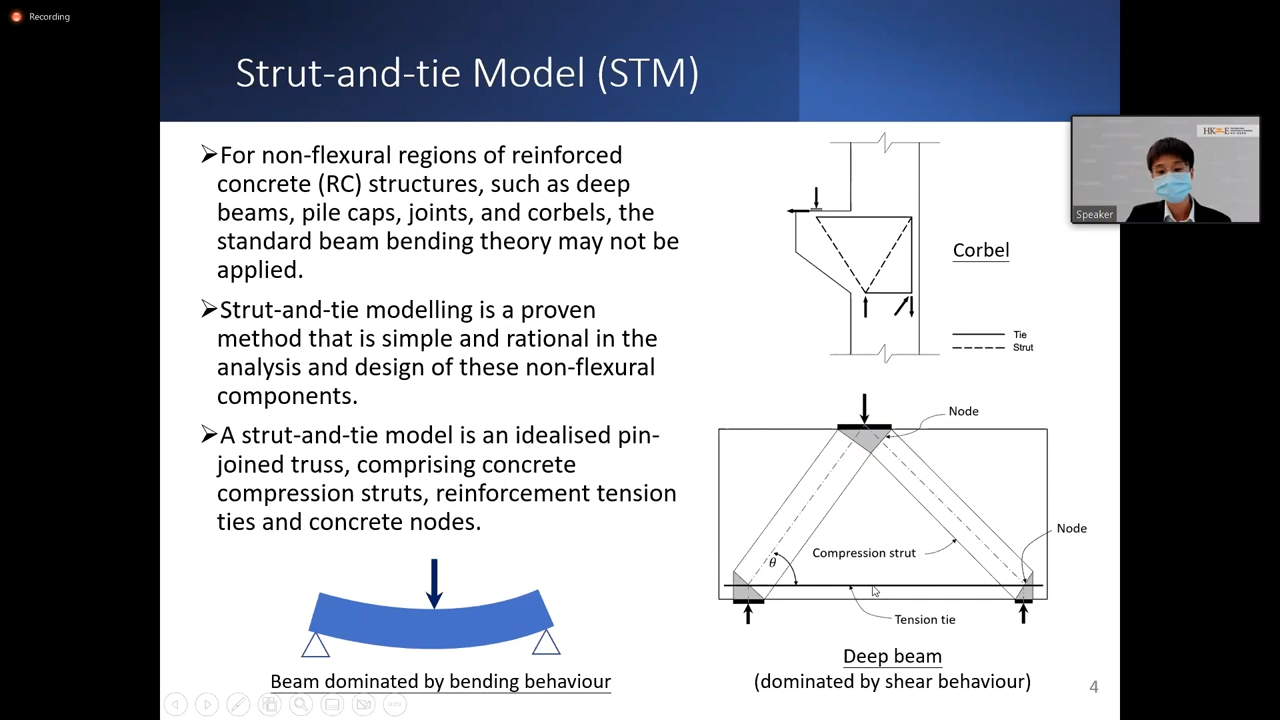 Recording
Strut-and-tie Model (STM)
➢For non-flexural regions of reinforced
concrete (RC) structures, such as deep
beams, pile caps, joints, and corbels, the
standard beam bending theory may not be
applied.
➢Strut-and-tie modelling is a proven
method that is simple and rational in the
analysis and design of these non-flexural
components.
➢A strut-and-tie model is an idealised pin-
joined truss, comprising concrete
compression struts, reinforcement tension
ties and concrete nodes.
Beam dominated by bending behaviour
Corbel
Tie
Strut
Node
Node
Compression strut
θ
Tension tie
Deep beam
(dominated by shear behaviour)
4
Speaker